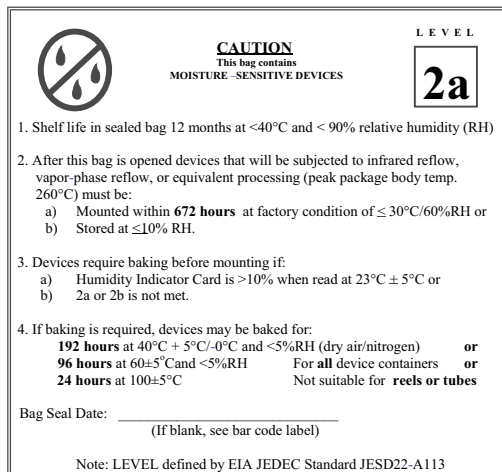 LEVEL
CAUTION
This bag contains
MOISTURE –SENSITIVE DEVICES
2a
1. Shelf life in sealed bag 12 months at <40°C and < 90% relative humidity (RH)
2. After this bag is opened devices that will be subjected to infrared reflow,
vapor-phase reflow, or equivalent processing (peak package body temp.
260°C) must be:
a) Mounted within 672 hours at factory condition of ≤ 30°C/60%RH or
b) Stored at ≤10% RH.
3. Devices require baking before mounting if:
a) Humidity Indicator Card is >10% when read at 23°C ± 5°C or
b) 2a or 2b is not met.
4. If baking is required, devices may be baked for:
192 hours at 40°C + 5°C/-0°C and <5%RH (dry air/nitrogen) or
96 hours at 60±5°Cand <5%RH For all device containers or
24 hours at 100±5°C Not suitable for reels or tubes
Bag Seal Date: ______________________________
(If blank, see bar code label)
Note: LEVEL defined by EIA JEDEC Standard JESD22-A113